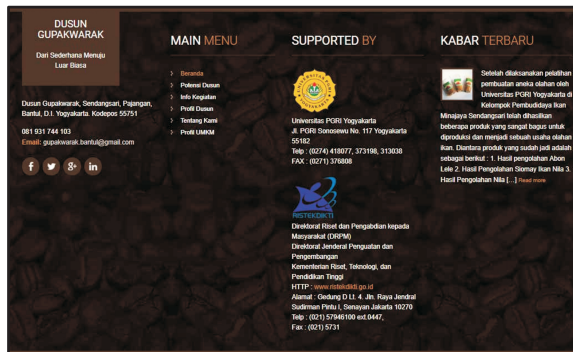 DUSUN
GUPAKWARAK
Dari Sederhana Menuju
Luar Biasa
Dusun Gupakwarak, Sendangsari, Pajangan,
Bantul, D.I. Yogyakarta. Kodepos 55751
081 931 744 103
Email: gupakwarak.bantul@gmail.com
MAIN MENU
Beranda
Potensi Dusun
Info Kegiatan
Profil Dusun
Tentang Kami
Profil UMKM
SUPPORTED BY
Universitas PGRI Yogyakarta
Jl. PGRI Sonosewu No. 117 Yogyakarta
55182
Telp : (0274) 418077, 373198, 313038
FAX : (0271) 376808
RISTEKDIKTI
Direktorat Riset dan Pengabdian kepada
Masyarakat (DRPM)
Direktorat Jenderal Penguatan dan
Pengembangan
Kementerian Riset, Teknologi, dan
Pendidikan Tinggi
HTTP : www.ristekdikti.go.id
Alamat : Gedung D Lt. 4. Jln. Raya Jendral
Sudirman Pintu I, Senayan Jakarta 10270
Telp : (021) 57946100 ext.0447,
Fax : (021) 5731
KABAR TERBARU
Setelah dilaksanakan pelatihan
pembuatan aneka olahan oleh
Universitas PGRI Yogyakarta di
Kelompok Pembudidaya Ikan
Minajaya Sendangsari telah dihasilkan
beberapa produk yang sangat bagus untuk
diproduksi dan menjadi sebuah usaha olahan
ikan. Diantara produk yang sudah jadi adalah
sebagai berikut : 1. Hasil pengolahan Abon
Lele 2. Hasil Pengolahan Siomay Ikan Nila 3.
Hasil Pengolahan Nila [...] Read more